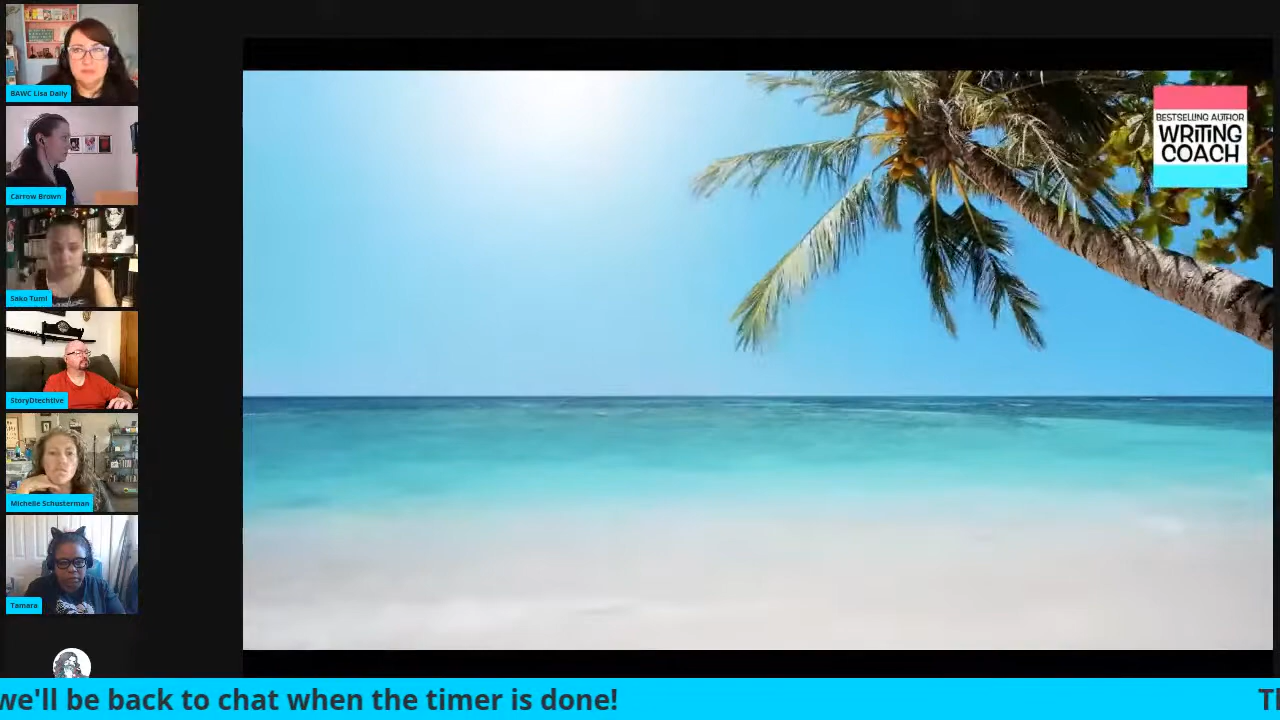 BAWC Lisa Daily
Carrow Brown
Sako Tumi
StoryDtechtive
Michelle Schusterman
Tamara
BESTSELLING AUTHOR
WRITING
COACH
we'll be back to chat when the timer is done!